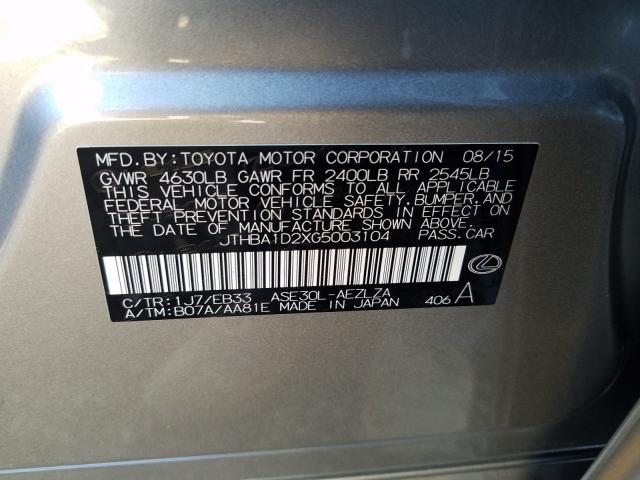 MFD. BY: TOYOTA MOTOR CORPORATION 08/15
GVWR 4630LB GAWR FR 2400LB RR 2545LB
THIS VEHICLE CONFORMS TO ALL APPLICABLE
FEDERAL MOTOR VEHICLE SAFETY, BUMPER, AND
THEFT PREVENTION STANDARDS IN EFFECT ON
THE DATE OF MANUFACTURE SHOWN ABOVE.
JTHBA1D2XG5003104 PASS. CAR
C/TR: 1J7/EB33 ASE30L-AEZLZA
A/TM: B07A/AA81E MADE IN JAPAN 406 A